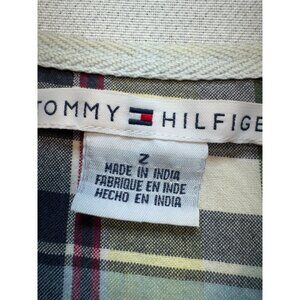 TOMMY HILFIGE
2
MADE IN INDIA
FABRIQUE EN INDE
HECHO EN INDIA